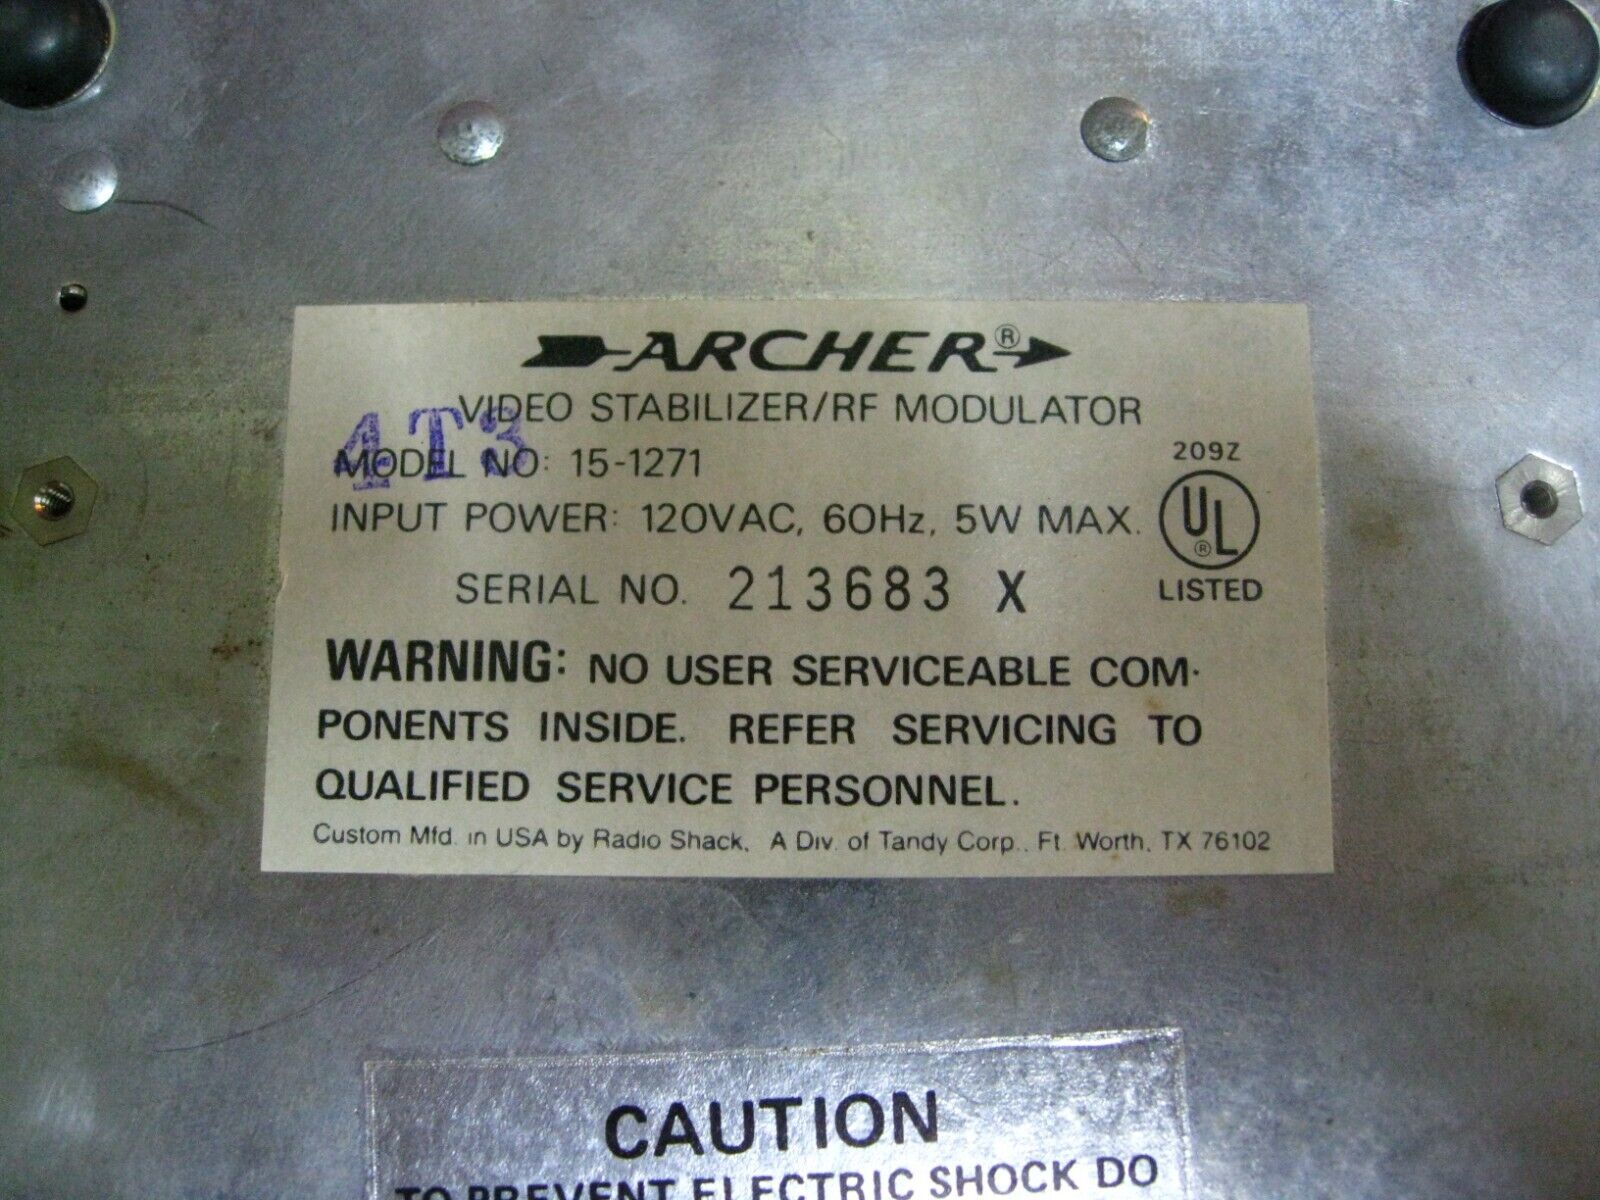 ARCHER®
VIDEO STABILIZER/RF MODULATOR
4T3
MODEL NO: 15-1271
209Z
INPUT POWER: 120VAC, 60Hz, 5W MAX.
UL
®
LISTED
SERIAL NO. 213683 X
WARNING: NO USER SERVICEABLE COM-
PONENTS INSIDE. REFER SERVICING TO
QUALIFIED SERVICE PERSONNEL.
Custom Mfd. in USA by Radio Shack, A Div. of Tandy Corp., Ft. Worth, TX 76102
CAUTION
TO PREVENT ELECTRIC SHOCK DO